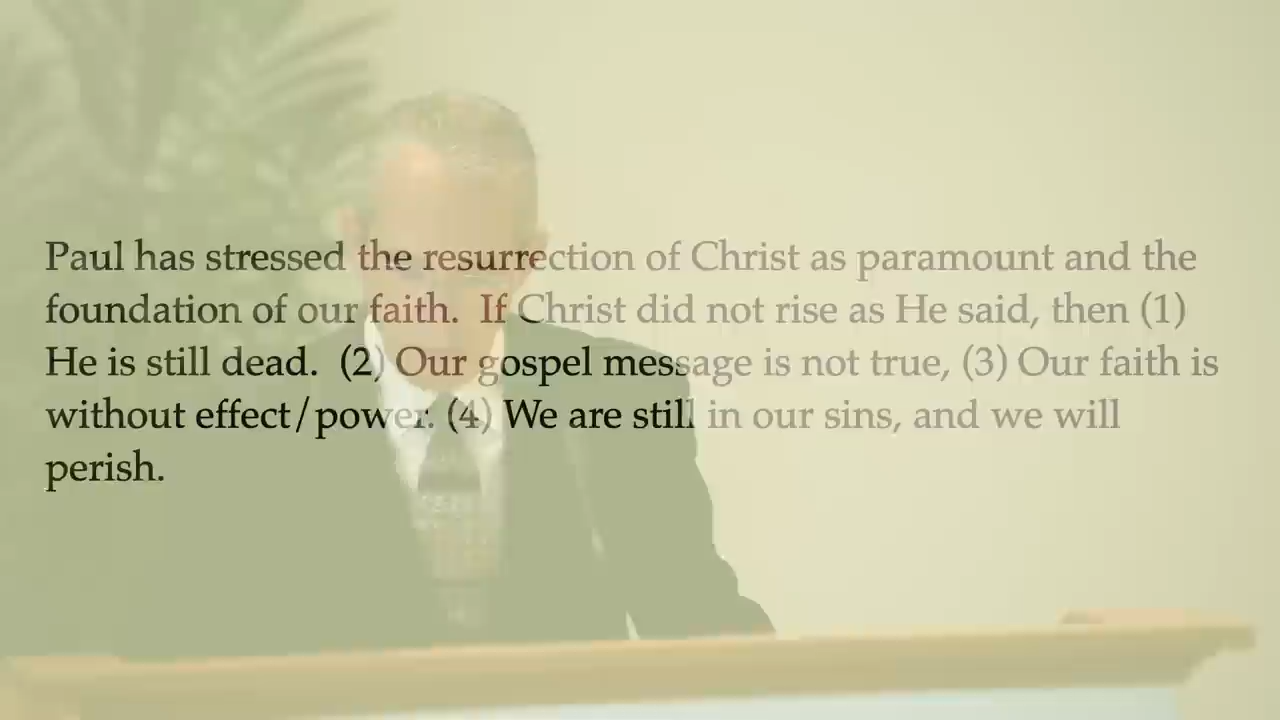 Paul has stressed the resurrection of Christ as paramount and the
foundation of our faith.  If Christ did not rise as He said, then (1)
He is still dead.  (2) Our gospel message is not true, (3) Our faith is
without effect/power. (4) We are still in our sins, and we will
perish.